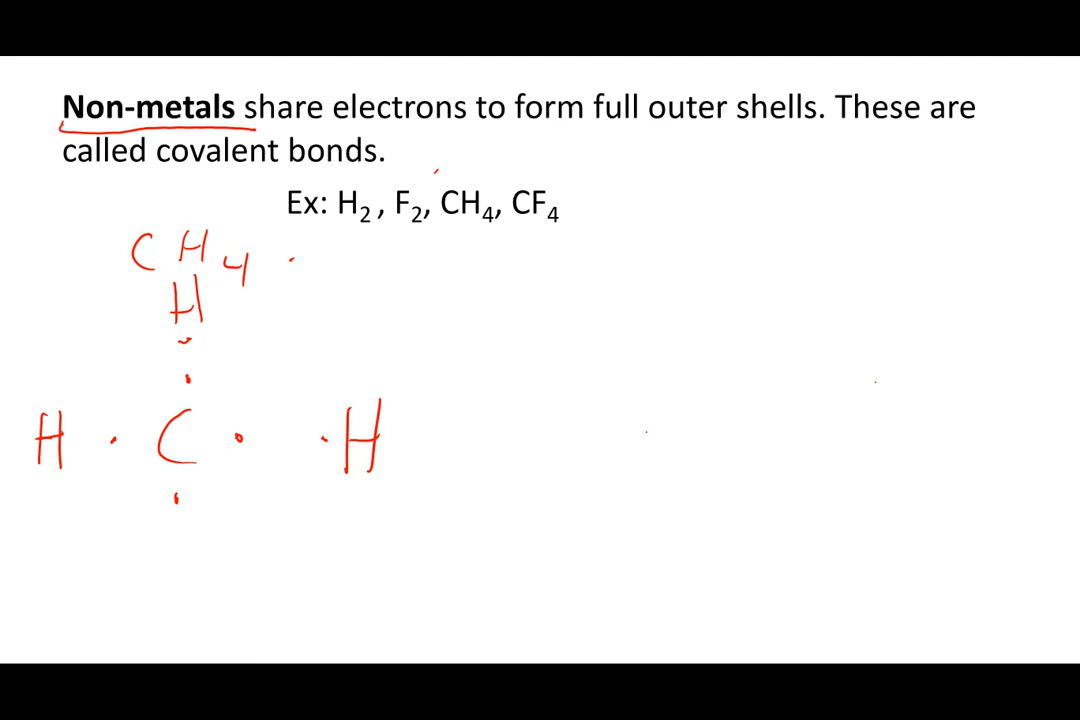 Non-metals share electrons to form full outer shells. These are
called covalent bonds.
Ex: H₂ , F₂, CH₄, CF₄
CH₄
H
H · C · · H